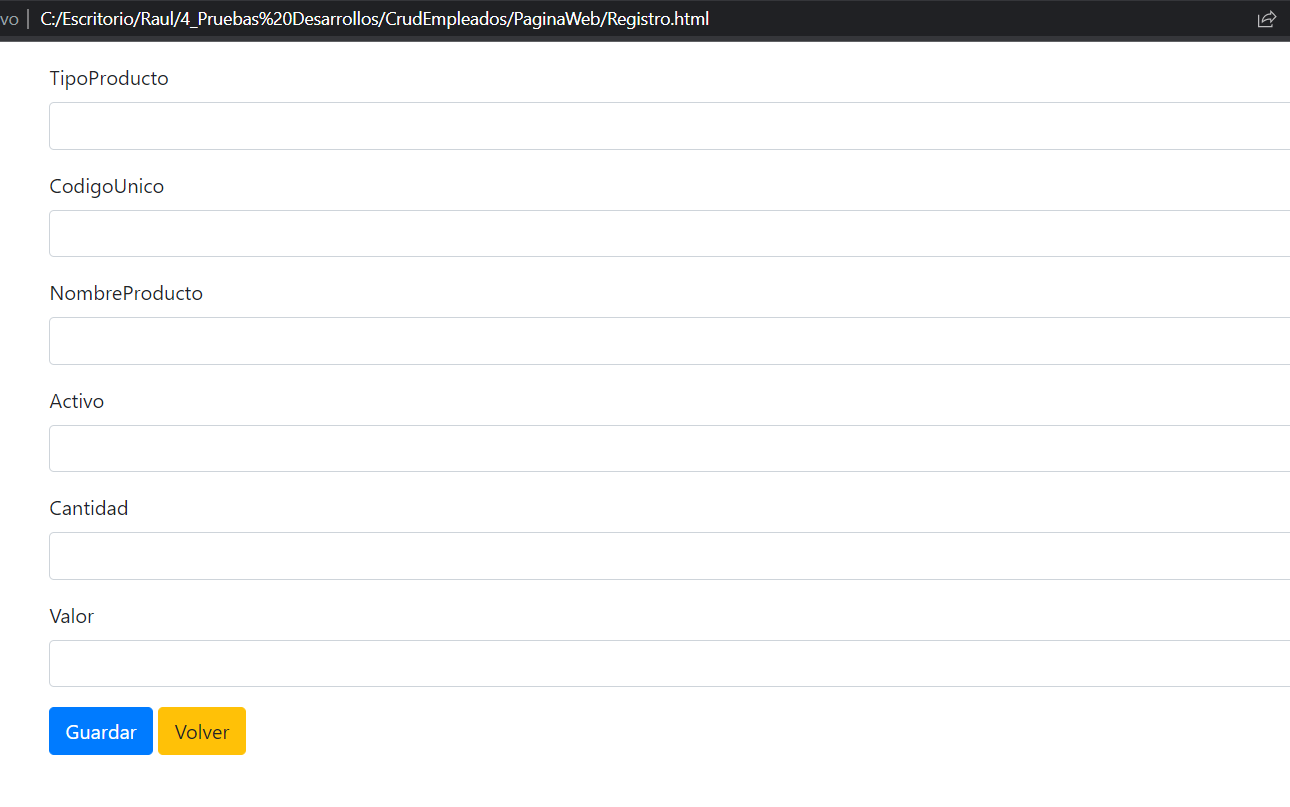 vo | C:/Escritorio/Raul/4_Pruebas%20Desarrollos/CrudEmpleados/PaginaWeb/Registro.html
TipoProducto
CodigoUnico
NombreProducto
Activo
Cantidad
Valor
Guardar Volver